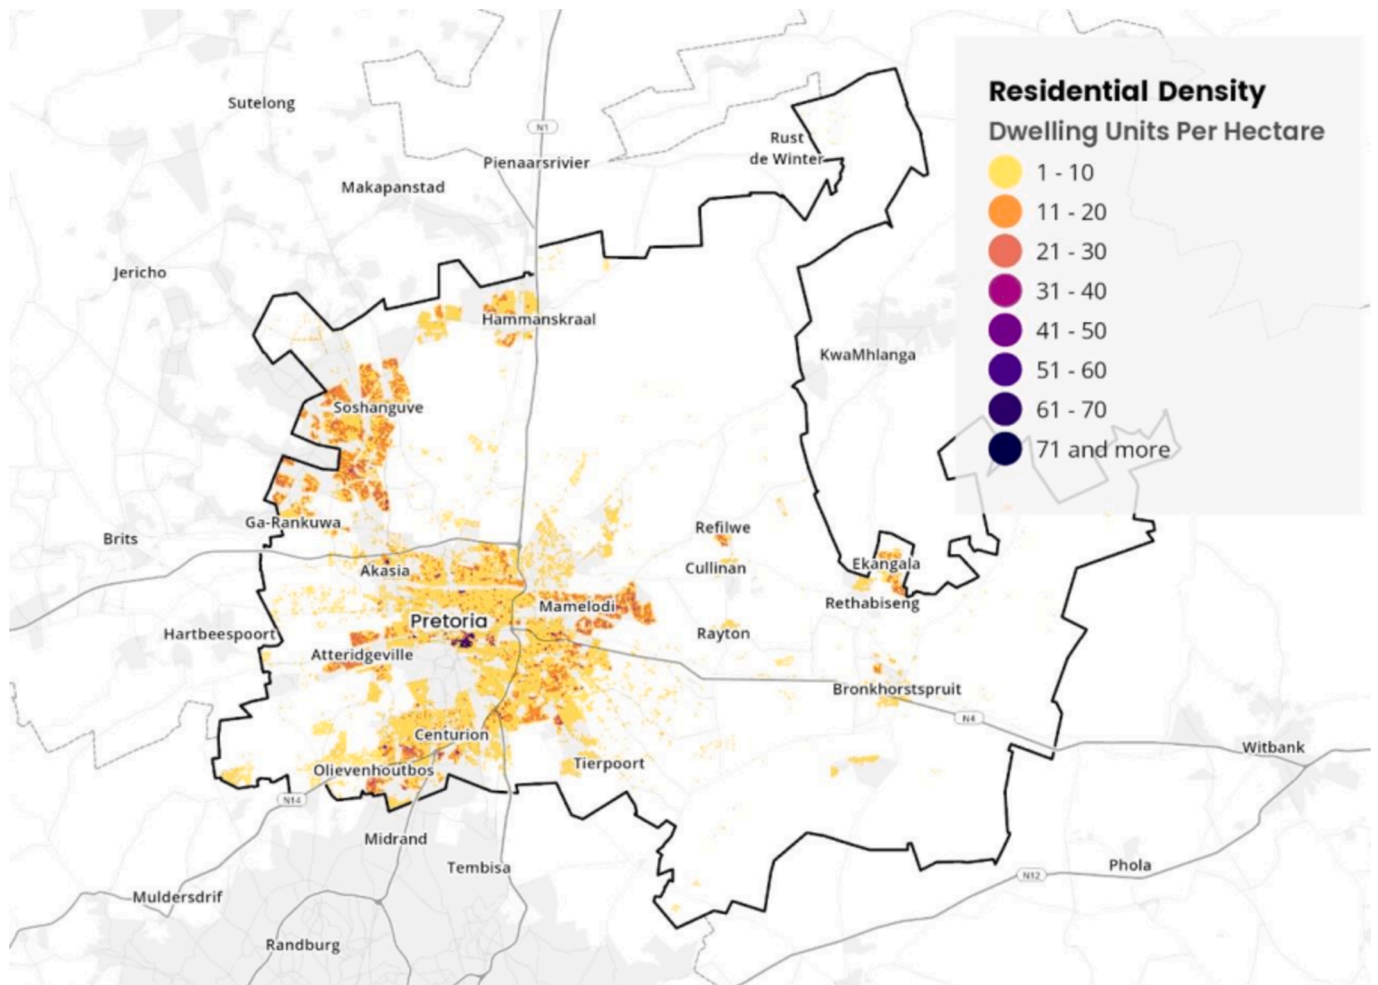 Residential Density
Dwelling Units Per Hectare
1 - 10
11 - 20
21 - 30
31 - 40
41 - 50
51 - 60
61 - 70
71 and more
Sutelong
N1
Rust
de Winter
Pienaarsrivier
Makapanstad
Jericho
Hammanskraal
KwaMhlanga
Soshanguve
Ga-Rankuwa
Refilwe
Brits
Akasia
Cullinan
Ekangala
Mamelodi
Rethabiseng
Pretoria
Hartbeespoort
Rayton
Atteridgeville
Bronkhorstspruit
N4
Centurion
Witbank
Olievenhoutbos
Tierpoort
N14
Midrand
Tembisa
Phola
N12
Muldersdrif
Randburg